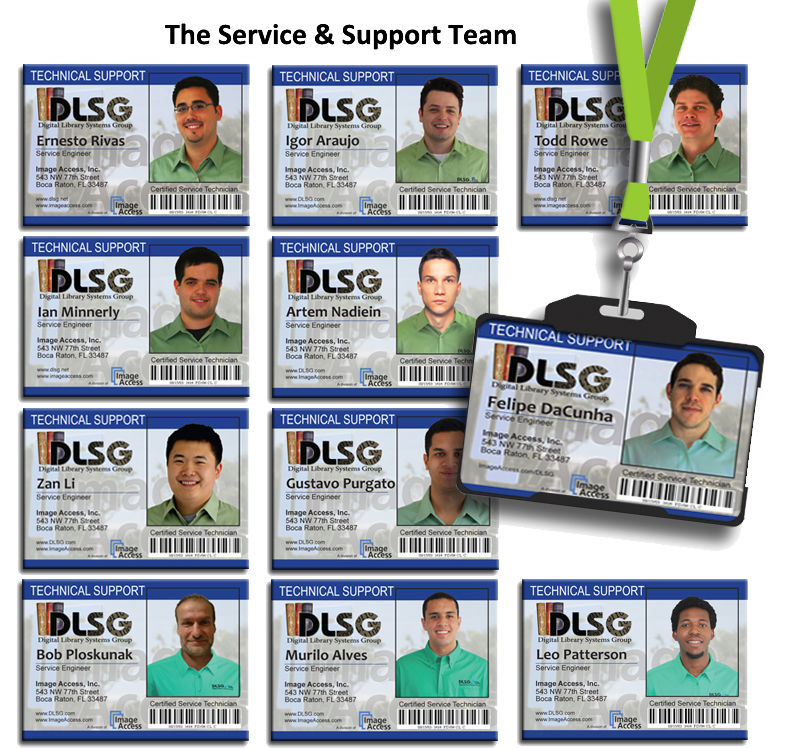 The Service & Support Team
TECHNICAL SUPPORT
DLSG
Digital Library Systems Group
Ernesto Rivas
Service Engineer
Image Access, Inc.
543 NW 77th Street
Boca Raton, FL 33487
Certified Service Technician
www.dlsg.net
www.imageaccess.com
A division of
Image
Access
TECHNICAL SUPPORT
DLSG
Digital Library Systems Group
Igor Araujo
Service Engineer
Image Access, Inc.
543 NW 77th Street
Boca Raton, FL 33487
Certified Service Technician
www.DLSG.com
www.ImageAccess.com
A division of
Image
Access
TECHNICAL SUPPORT
DLSG
Digital Library Systems Group
Todd Rowe
Service Engineer
Image Access, Inc.
543 NW 77th Street
Boca Raton, FL 33487
Certified Service Technician
www.dlsg.net
www.imageaccess.com
A division of
Image
Access
TECHNICAL SUPPORT
DLSG
Digital Library Systems Group
Ian Minnerly
Service Engineer
Image Access, Inc.
543 NW 77th Street
Boca Raton, FL 33487
Certified Service Technician
www.dlsg.net
www.imageaccess.com
A division of
Image
Access
TECHNICAL SUPPORT
DLSG
Digital Library Systems Group
Artem Nadiein
Service Engineer
Image Access, Inc.
543 NW 77th Street
Boca Raton, FL 33487
Certified Service
www.DLSG.com
www.ImageAccess.com
A division of
Image
Access
TECHNICAL SUPPORT
DLSG
Digital Library Systems Group
Felipe DaCunha
Service Engineer
Image Access, Inc.
543 NW 77th Street
Boca Raton, FL 33487
Certified Service Technician
ImageAccess.com/DLSG
Image
Access
TECHNICAL SUPPORT
DLSG
Digital Library Systems Group
Zan Li
Service Engineer
Image Access, Inc.
543 NW 77th Street
Boca Raton, FL 33487
Certified Service Technician
www.DLSG.com
www.ImageAccess.com
A division of
Image
Access
TECHNICAL SUPPORT
DLSG
Digital Library Systems Group
Gustavo Purgato
Service Engineer
Image Access, Inc.
543 NW 77th Street
Boca Raton, FL 33487
Certified Service Technician
www.DLSG.com
www.ImageAccess.com
A division of
Image
Access
TECHNICAL SUPPORT
DLSG
Digital Library Systems Group
Bob Ploskunak
Service Engineer
Image Access, Inc.
543 NW 77th Street
Boca Raton, FL 33487
Certified Service Technician
www.DLSG.com
www.ImageAccess.com
A division of
Image
Access
TECHNICAL SUPPORT
DLSG
Digital Library Systems Group
Murilo Alves
Service Engineer
Image Access, Inc.
543 NW 77th Street
Boca Raton, FL 33487
Certified Service Technician
www.DLSG.com
www.ImageAccess.com
A division of
Image
Access
TECHNICAL SUPPORT
DLSG
Digital Library Systems Group
Leo Patterson
Service Engineer
Image Access, Inc.
543 NW 77th Street
Boca Raton, FL 33487
Certified Service Technician
www.DLSG.com
www.ImageAccess.com
A division of
Image
Access